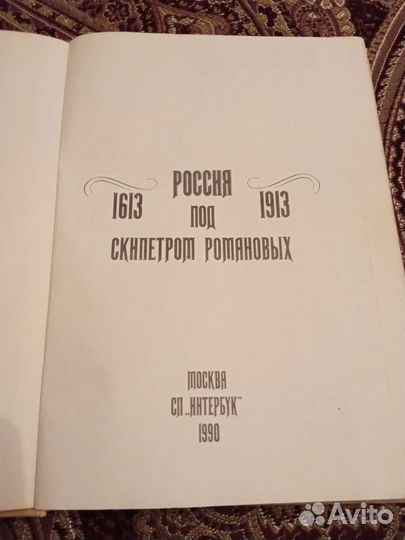 1613 РОССИЯ 1913
ПОД
СКИПЕТРОМ РОМАНОВЫХ
МОСКВА
СП „ИНТЕРБУК"
1990
Avito